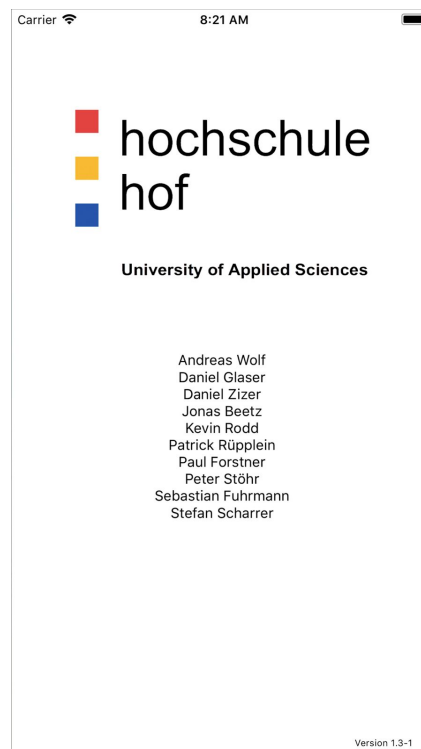 Carrier 8:21 AM
hochschule
hof
University of Applied Sciences
Andreas Wolf
Daniel Glaser
Daniel Zizer
Jonas Beetz
Kevin Rodd
Patrick Rüpplein
Paul Forstner
Peter Stöhr
Sebastian Fuhrmann
Stefan Scharrer
Version 1.3-1